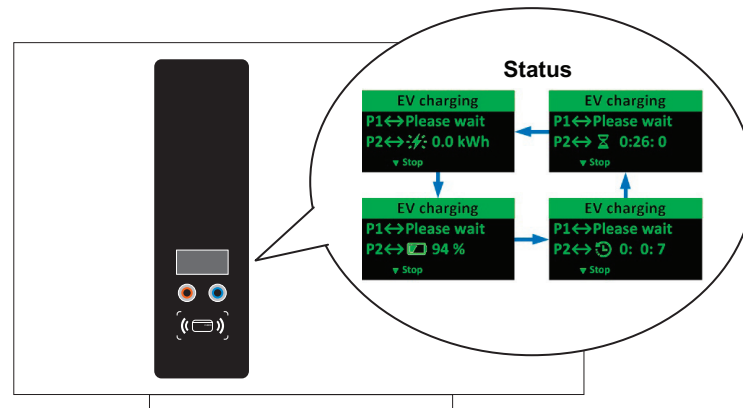 Status
EV charging
P1↔Please wait
P2↔ 0.0 kWh
▼ Stop
EV charging
P1↔Please wait
P2↔ 0:26: 0
▼ Stop
EV charging
P1↔Please wait
P2↔ 94 %
▼ Stop
EV charging
P1↔Please wait
P2↔ 0: 0: 7
▼ Stop